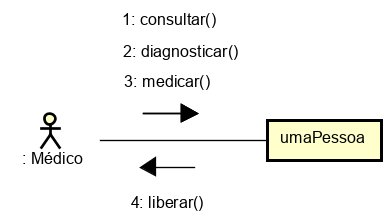 1: consultar()
2: diagnosticar()
3: medicar()
umaPessoa
: Médico
4: liberar()